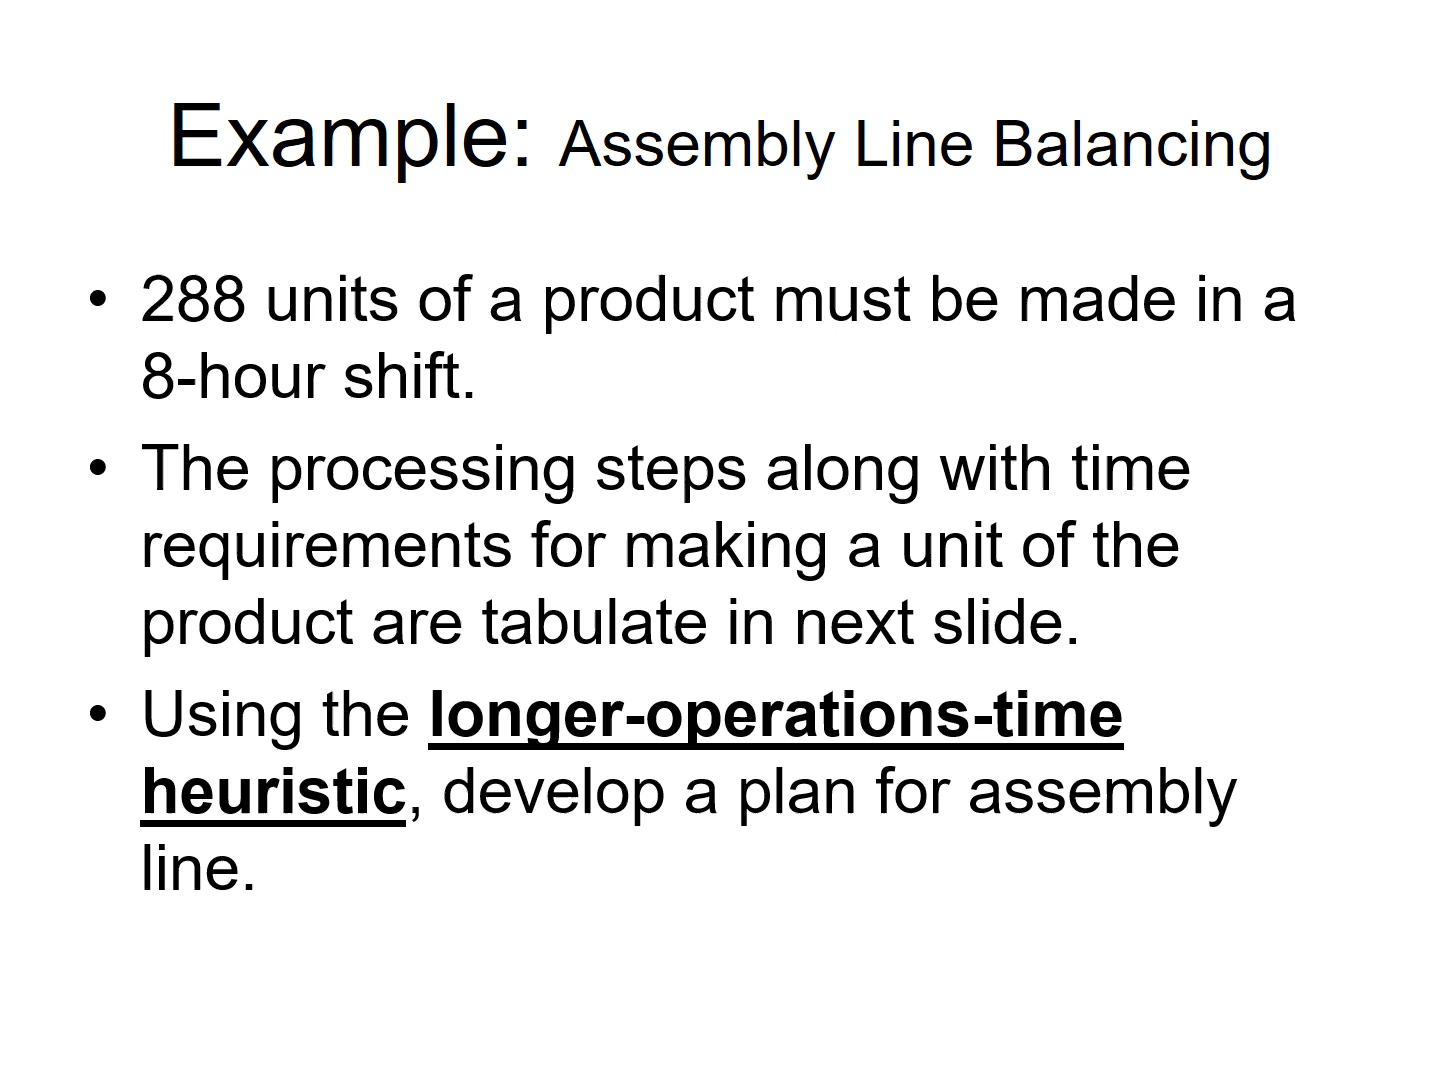 Example: Assembly Line Balancing
• 288 units of a product must be made in a
8-hour shift.
• The processing steps along with time
requirements for making a unit of the
product are tabulate in next slide.
• Using the longer-operations-time
heuristic, develop a plan for assembly
line.